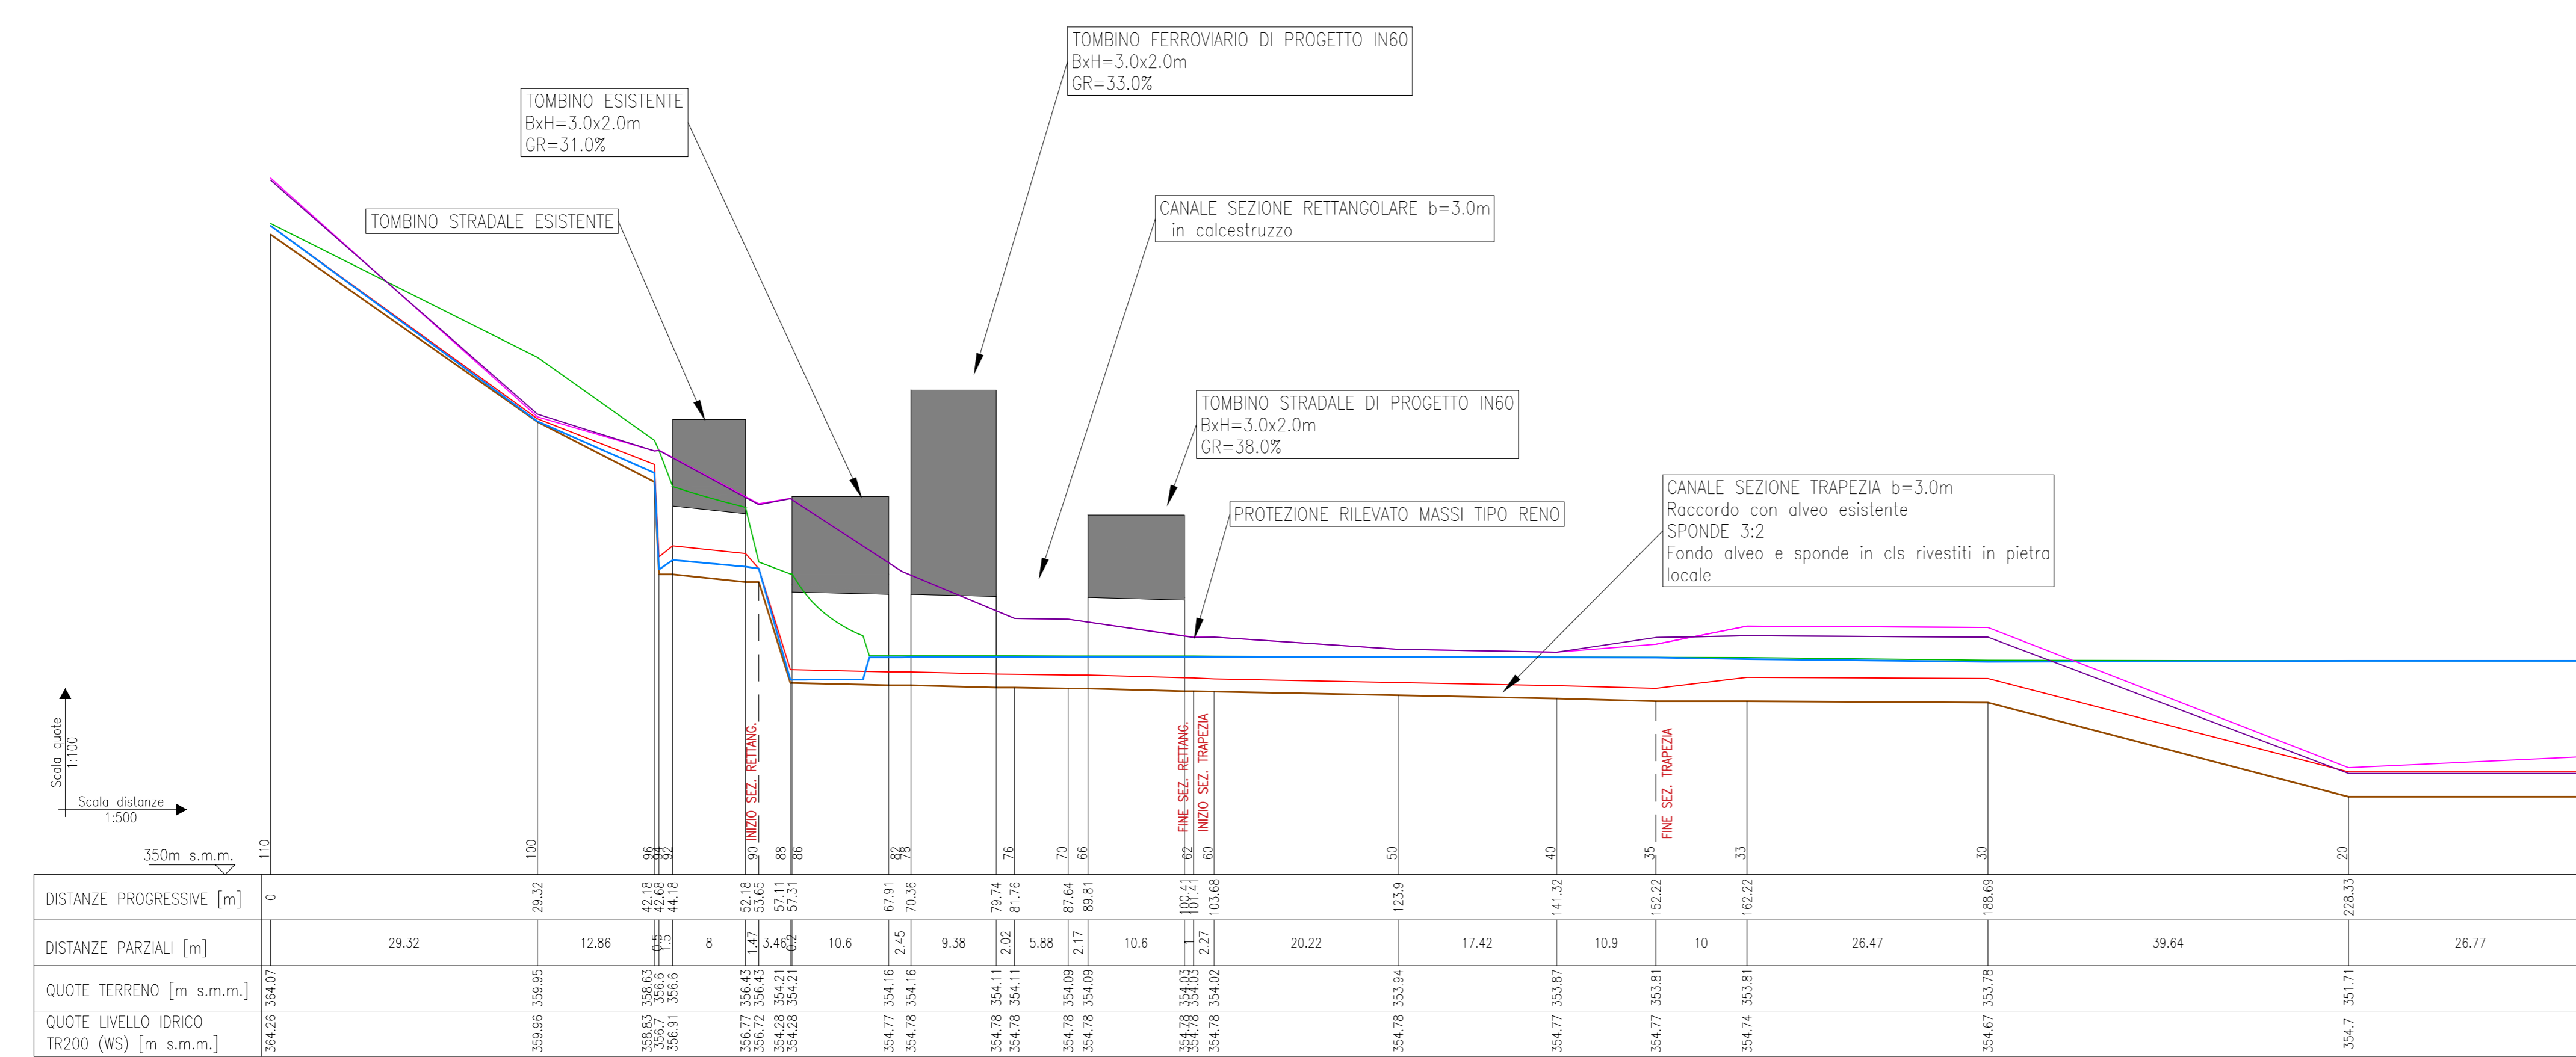 TOMBINO FERROVIARIO DI PROGETTO IN60
BxH=3.0x2.0m
GR=33.0%
TOMBINO ESISTENTE
BxH=3.0x2.0m
GR=31.0%
TOMBINO STRADALE ESISTENTE
CANALE SEZIONE RETTANGOLARE b=3.0m
in calcestruzzo
TOMBINO STRADALE DI PROGETTO IN60
BxH=3.0x2.0m
GR=38.0%
PROTEZIONE RILEVATO MASSI TIPO RENO
CANALE SEZIONE TRAPEZIA b=3.0m
Raccordo con alveo esistente
SPONDE 3:2
Fondo alveo e sponde in cls rivestiti in pietra
locale
Scala quote
1:100
Scala distanze
1:500
350m s.m.m.
INIZIO SEZ. RETTANG.
FINE SEZ. RETTANG.
INIZIO SEZ. TRAPEZIA
FINE SEZ. TRAPEZIA
110 100 96 94 92 90 88 86 82 78 76 70 66 62 60 50 40 35 33 30 20
DISTANZE PROGRESSIVE [m] 0 29.32 42.18 42.68 44.18 52.18 53.65 57.11 57.31 67.91 70.36 79.74 81.76 87.64 89.81 100.41 101.41 103.68 123.9 141.32 152.22 162.22 188.69 228.33
DISTANZE PARZIALI [m] 29.32 12.86 0.5 1.5 8 1.47 3.46 0.2 10.6 2.45 9.38 2.02 5.88 2.17 10.6 1 2.27 20.22 17.42 10.9 10 26.47 39.64 26.77
QUOTE TERRENO [m s.m.m.] 364.07 359.95 358.63 356.6 356.6 356.43 356.43 354.21 354.21 354.16 354.16 354.11 354.11 354.09 354.09 354.03 354.03 354.02 353.94 353.87 353.81 353.81 353.78 351.71
QUOTE LIVELLO IDRICO
TR200 (WS) [m s.m.m.] 364.26 359.96 358.83 356.7 356.91 356.77 356.72 354.28 354.28 354.77 354.78 354.78 354.78 354.78 354.78 354.78 354.78 354.78 354.78 354.77 354.77 354.74 354.67 354.7